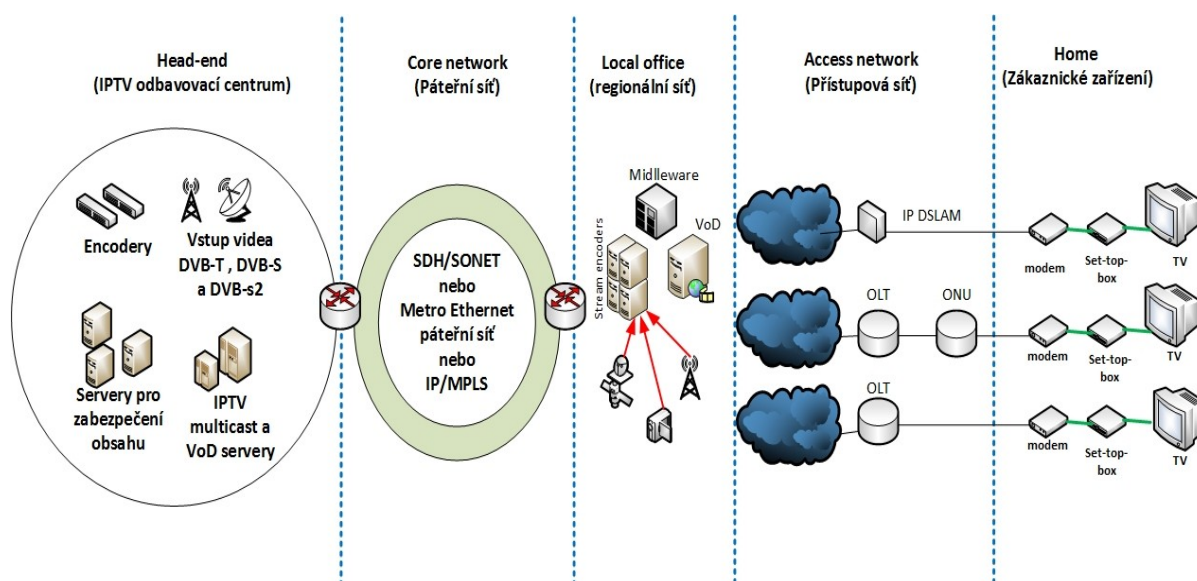 Head-end
(IPTV odbavovací centrum)
Encodery
Vstup videa
DVB-T , DVB-S
a DVB-s2
Servery pro
zabezpečení
obsahu
IPTV
multicast a
VoD servery
Core network
(Páteřní síť)
SDH/SONET
nebo
Metro Ethernet
páteřní síť
nebo
IP/MPLS
Local office
(regionální síť)
Midlleware
VoD
Stream encoders
Access network
(Přístupová síť)
IP DSLAM
OLT
ONU
OLT
Home
(Zákaznické zařízení)
modem
Set-top-
box
TV
modem
Set-top-
box
TV
modem
Set-top-
box
TV